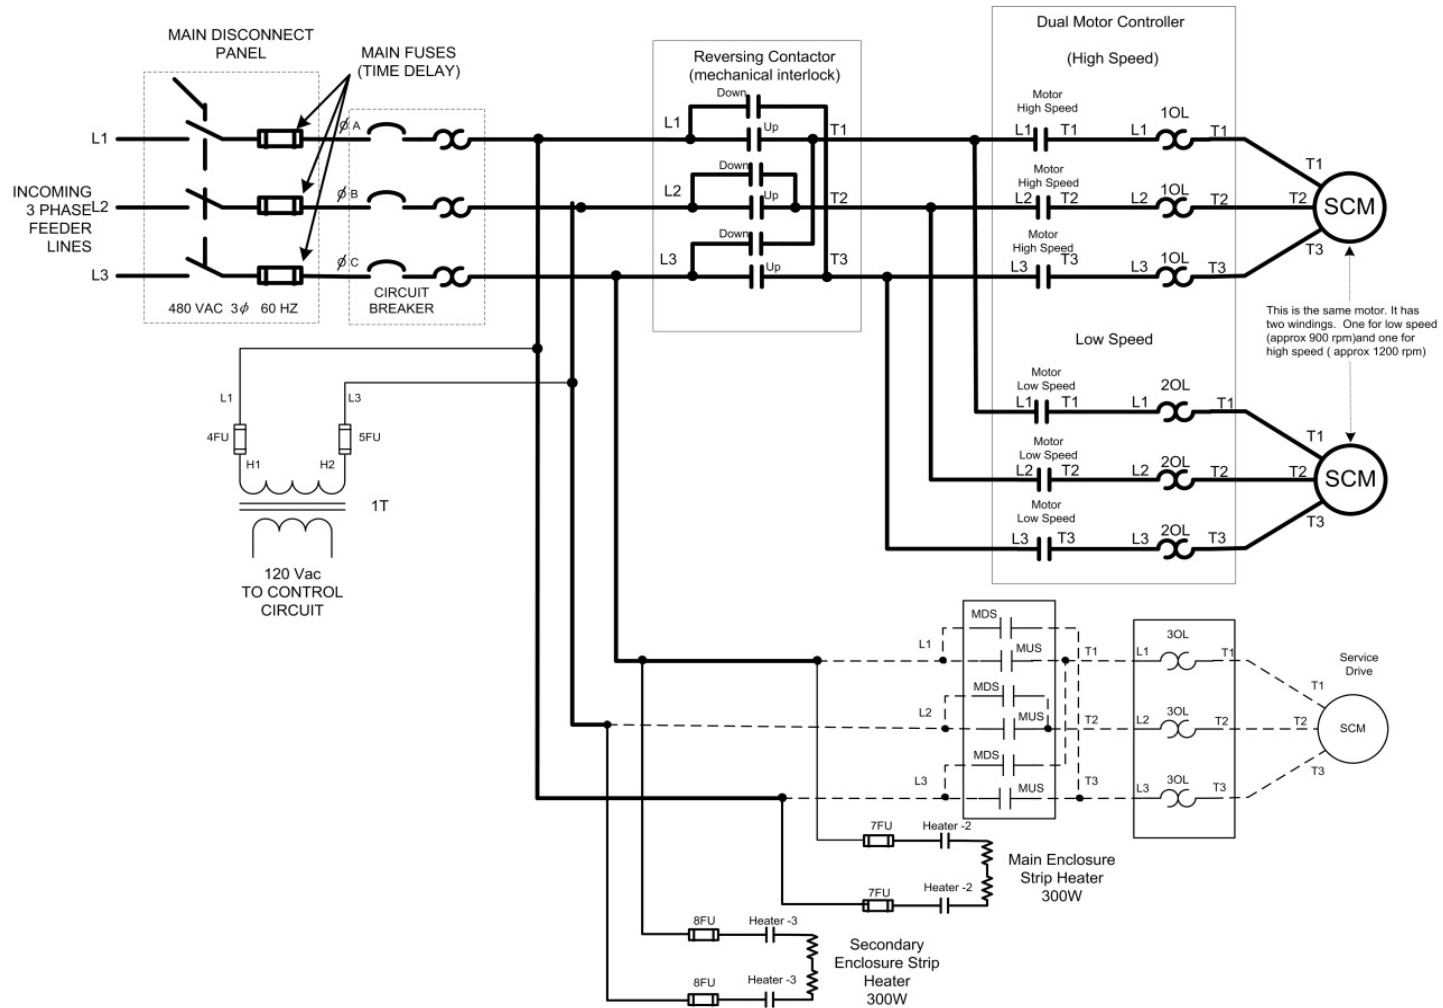 MAIN DISCONNECT
PANEL
MAIN FUSES
(TIME DELAY)
INCOMING
3 PHASE
FEEDER
LINES
L1
L2
L3
ØA
ØB
ØC
480 VAC 3ϕ 60 HZ
CIRCUIT
BREAKER
Reversing Contactor
(mechanical interlock)
Down
L1
Up
T1
Down
L2
Up
T2
Down
L3
Up
T3
Dual Motor Controller
(High Speed)
Motor
High Speed
L1 T1 L1 1OL T1
Motor
High Speed
L2 T2 L2 1OL T2
Motor
High Speed
L3 T3 L3 1OL T3
T1
T2
T3
SCM
This is the same motor. It has
two windings. One for low speed
(approx 900 rpm)and one for
high speed ( approx 1200 rpm)
Low Speed
Motor
Low Speed
L1 T1 L1 2OL T1
Motor
Low Speed
L2 T2 L2 2OL T2
Motor
Low Speed
L3 T3 L3 2OL T3
T1
T2
T3
SCM
L1
L3
4FU
5FU
H1
H2
1T
120 Vac
TO CONTROL
CIRCUIT
MDS
L1
MUS
T1
MDS
L2
MUS
T2
MDS
L3
MUS
T3
3OL
L1 T1
3OL
L2 T2
3OL
L3 T3
T1
T2
T3
Service
Drive
SCM
7FU Heater -2
7FU Heater -2
Main Enclosure
Strip Heater
300W
8FU Heater -3
8FU Heater -3
Secondary
Enclosure Strip
Heater
300W